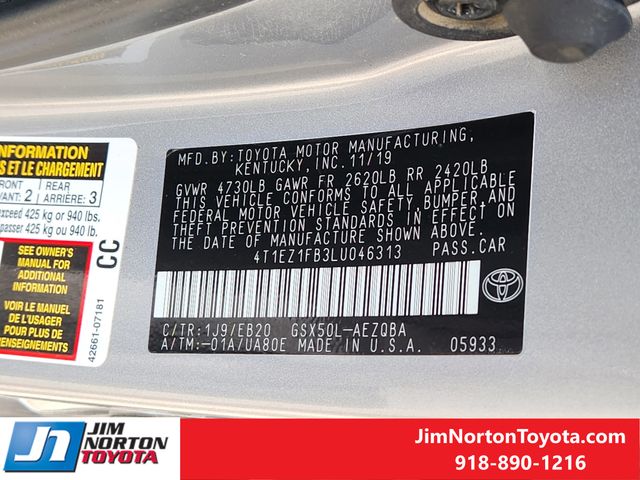 MFD.BY:TOYOTA MOTOR MANUFACTURING,
KENTUCKY, INC.11/19
GVWR 4730LB GAWR FR 2620LB RR 2420LB
THIS VEHICLE CONFORMS TO ALL APPLICABLE
FEDERAL MOTOR VEHICLE SAFETY,BUMPER,AND
THEFT PREVENTION STANDARDS IN EFFECT ON
THE DATE OF MANUFACTURE SHOWN ABOVE.
4T1EZ1FB3LU046313 PASS.CAR
C/TR:1J9/EB20 GSX50L-AEZQBA
A/TM:-01A/UA80E MADE IN U.S.A. 05933
INFORMATION
S ET LE CHARGEMENT
FRONT 2 REAR 3
VANT: ARRIÈRE:
exceed 425 kg or 940 lbs.
passer 425 kg ou 940 lb.
SEE OWNER'S
MANUAL FOR
ADDITIONAL
INFORMATION
VOIR LE MANUEL
DE L'USAGER
POUR PLUS DE
RENSEIGNEMENTS
CC
42661-07181
JIM
NORTON
TOYOTA
JimNortonToyota.com
918-890-1216